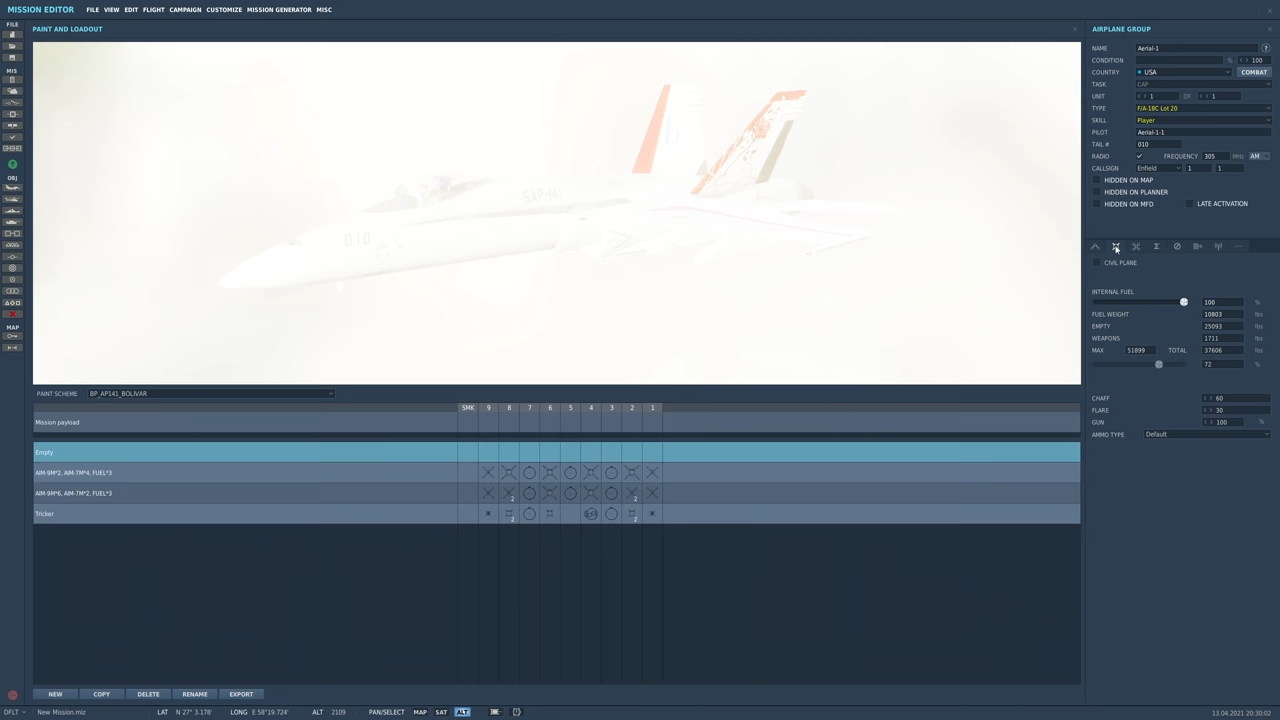 MISSION EDITOR FILE VIEW EDIT FLIGHT CAMPAIGN CUSTOMIZE MISSION GENERATOR MISC
FILE
MIS
OBJ
MAP
PAINT AND LOADOUT
010
PAINT SCHEME BP_AP141_BOLIVAR
SMK 9 8 7 6 5 4 3 2 1
Mission payload
Empty
AIM-9M*2, AIM-7M*4, FUEL*3
AIM-9M*6, AIM-7M*2, FUEL*3
2 2
Tricker
2 2
NEW COPY DELETE RENAME EXPORT
AIRPLANE GROUP
NAME Aerial-1 ?
CONDITION % < > 100
COUNTRY USA COMBAT
TASK CAP
UNIT < > 1 OF < > 1
TYPE F/A-18C Lot 20
SKILL Player
PILOT Aerial-1-1
TAIL # 010
RADIO FREQUENCY 305 MHz AM
CALLSIGN Enfield 1 1
HIDDEN ON MAP
HIDDEN ON PLANNER
HIDDEN ON MFD LATE ACTIVATION
CIVIL PLANE
INTERNAL FUEL
100 %
FUEL WEIGHT 10803 lbs
EMPTY 25093 lbs
WEAPONS 1711 lbs
MAX 51899 TOTAL 37606 lbs
72 %
CHAFF < > 60
FLARE < > 30
GUN < > 100 %
AMMO TYPE Default
DFLT New Mission.miz LAT N 27° 3.178' LONG E 58°19.724' ALT 2109 PAN/SELECT MAP SAT ALT 13.04.2021 20:30:02